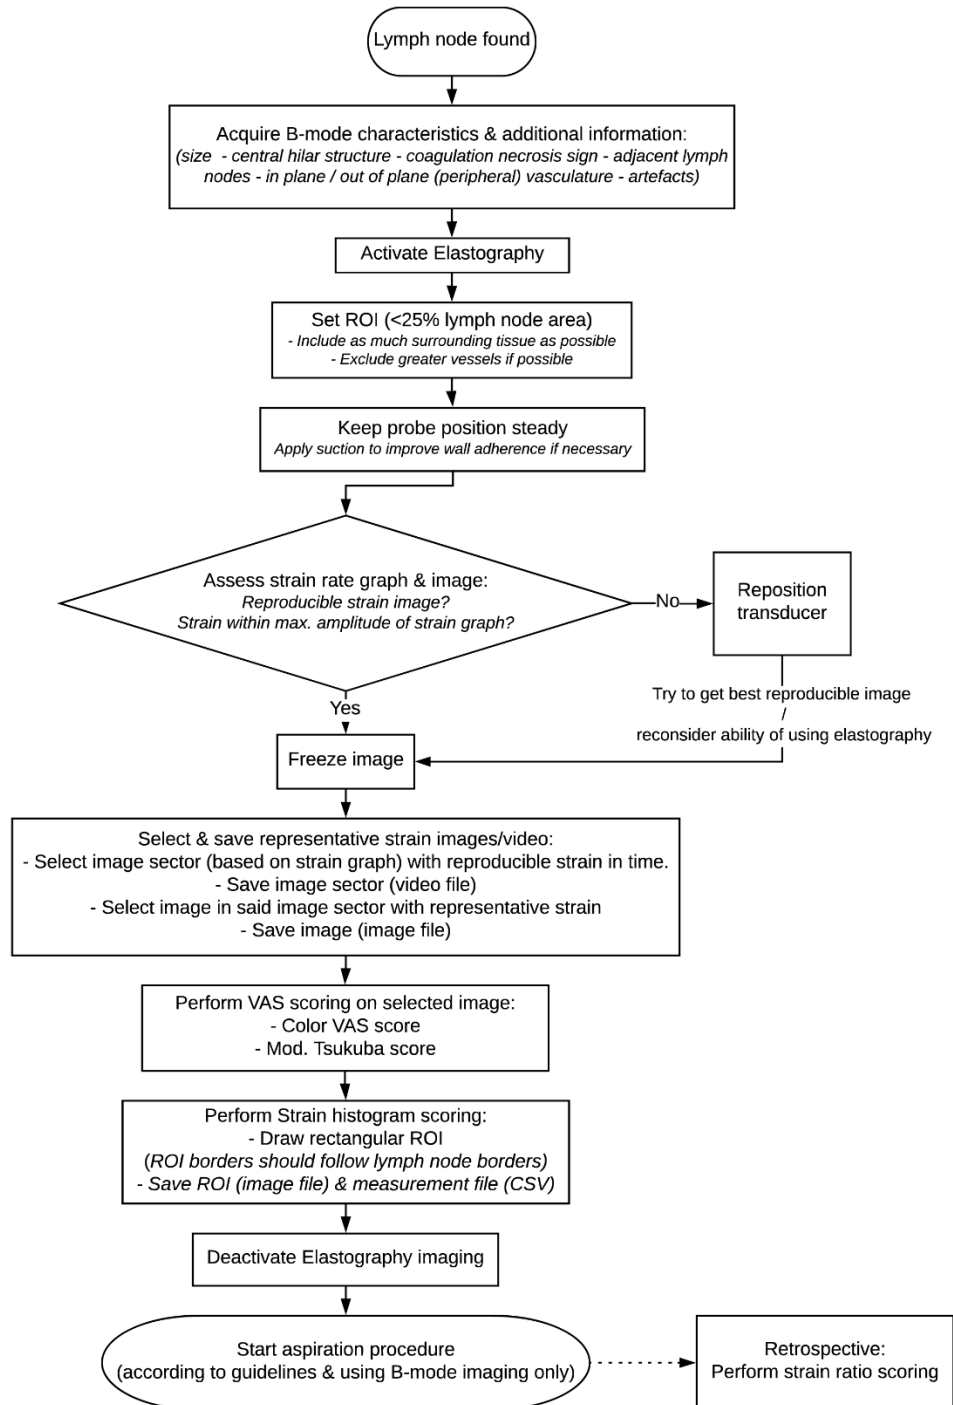 Lymph node found
Acquire B-mode characteristics & additional information:
(size - central hilar structure - coagulation necrosis sign - adjacent lymph
nodes - in plane / out of plane (peripheral) vasculature - artefacts)
Activate Elastography
Set ROI (<25% lymph node area)
- Include as much surrounding tissue as possible
- Exclude greater vessels if possible
Keep probe position steady
Apply suction to improve wall adherence if necessary
Assess strain rate graph & image:
Reproducible strain image?
Strain within max. amplitude of strain graph?
No
Reposition
transducer
Try to get best reproducible image
/
reconsider ability of using elastography
Yes
Freeze image
Select & save representative strain images/video:
- Select image sector (based on strain graph) with reproducible strain in time.
- Save image sector (video file)
- Select image in said image sector with representative strain
- Save image (image file)
Perform VAS scoring on selected image:
- Color VAS score
- Mod. Tsukuba score
Perform Strain histogram scoring:
- Draw rectangular ROI
(ROI borders should follow lymph node borders)
- Save ROI (image file) & measurement file (CSV)
Deactivate Elastography imaging
Start aspiration procedure
(according to guidelines & using B-mode imaging only)
Retrospective:
Perform strain ratio scoring